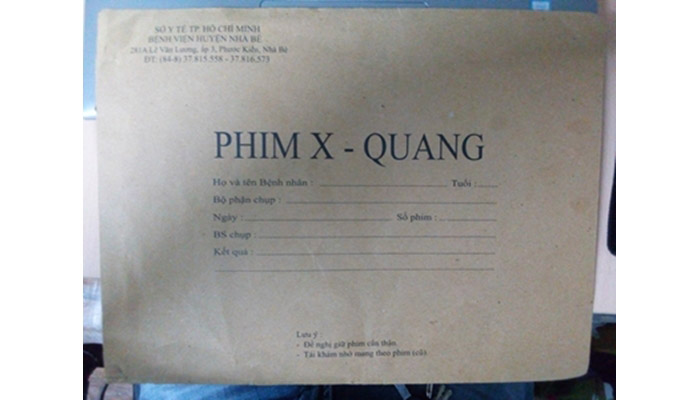 SỞ Y TẾ TP. HỒ CHÍ MINH
BỆNH VIỆN HUYỆN NHÀ BÈ
281A Lê Văn Lương, ấp 3, Phước Kiển, Nhà Bè
ĐT: (84-8) 37.815.558 - 37.816.573
PHIM X - QUANG
Họ và tên Bệnh nhân : Tuổi :
Bộ phận chụp :
Ngày : Số phim :
BS chụp :
Kết quả :
Lưu ý :
- Đề nghị giữ phim cẩn thận.
- Tái khám nhớ mang theo phim (cũ).